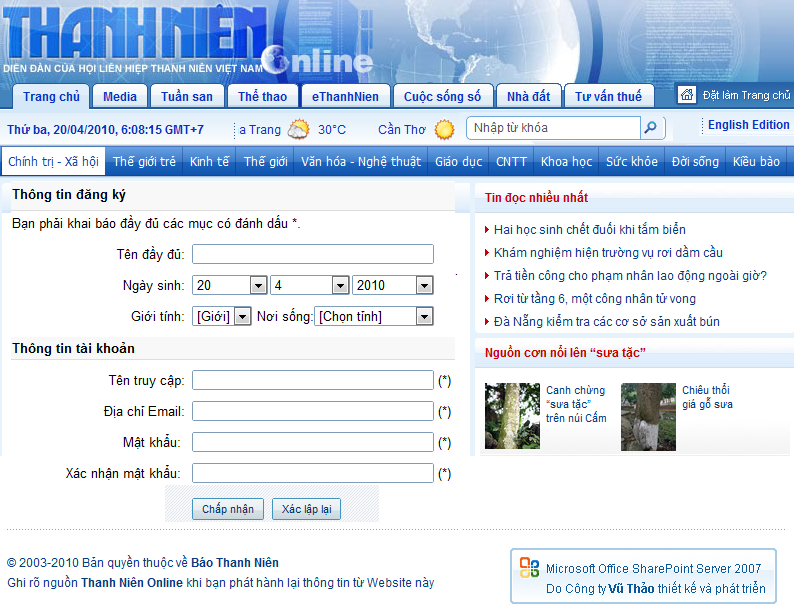 THANH NIÊN
Online
DIỄN ĐÀN CỦA HỘI LIÊN HIỆP THANH NIÊN VIỆT NAM
Trang chủ Media Tuần san Thể thao eThanhNien Cuộc sống số Nhà đất Tư vấn thuế Đặt làm Trang chủ
Thứ ba, 20/04/2010, 6:08:15 GMT+7 a Trang 30°C Cần Thơ Nhập từ khóa English Edition
Chính trị - Xã hội Thế giới trẻ Kinh tế Thế giới Văn hóa - Nghệ thuật Giáo dục CNTT Khoa học Sức khỏe Đời sống Kiều bào
Thông tin đăng ký
Bạn phải khai báo đầy đủ các mục có đánh dấu *.
Tên đầy đủ:
Ngày sinh: 20 4 2010
Giới tính: [Giới] Nơi sống: [Chọn tỉnh]
Thông tin tài khoản
Tên truy cập: (*)
Địa chỉ Email: (*)
Mật khẩu: (*)
Xác nhận mật khẩu: (*)
Chấp nhận Xác lập lại
Tin đọc nhiều nhất
Hai học sinh chết đuối khi tắm biển
Khám nghiệm hiện trường vụ rơi dầm cầu
Trả tiền công cho phạm nhân lao động ngoài giờ?
Rơi từ tầng 6, một công nhân tử vong
Đà Nẵng kiểm tra các cơ sở sản xuất bún
Nguồn cơn nổi lên “sưa tặc”
Canh chừng
“sưa tặc”
trên núi Cấm
Chiêu thổi
giá gỗ sưa
© 2003-2010 Bản quyền thuộc về Báo Thanh Niên
Ghi rõ nguồn Thanh Niên Online khi bạn phát hành lại thông tin từ Website này
Microsoft Office SharePoint Server 2007
Do Công ty Vũ Thảo thiết kế và phát triển